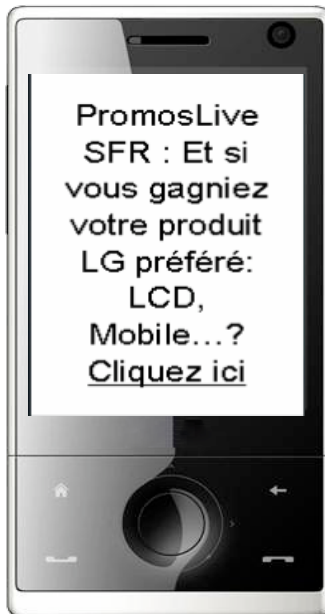 PromosLive
SFR : Et si
vous gagniez
votre produit
LG préféré:
LCD,
Mobile...?
Cliquez ici